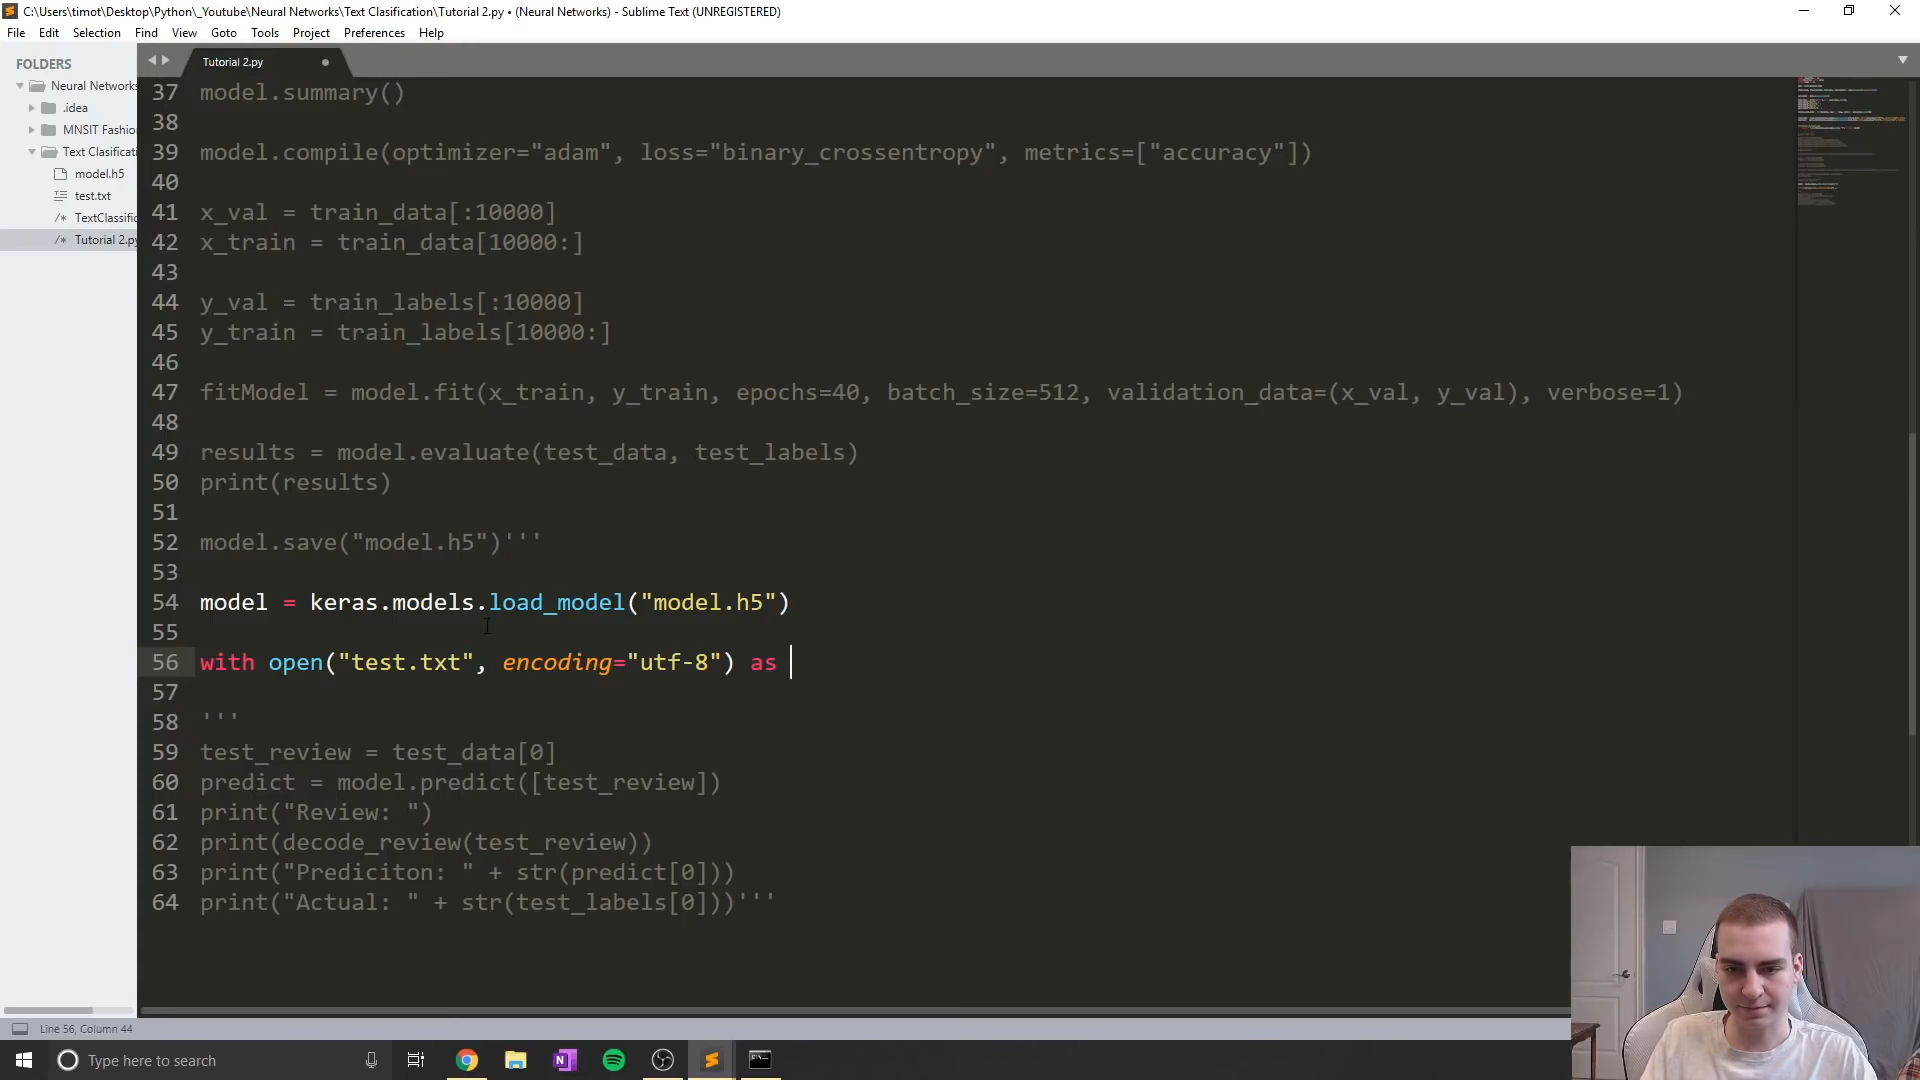 C:\Users\timot\Desktop\Python\_Youtube\Neural Networks\Text Clasification\Tutorial 2.py • (Neural Networks) - Sublime Text (UNREGISTERED)
File Edit Selection Find View Goto Tools Project Preferences Help
FOLDERS
Neural Networks
.idea
MNSIT Fashio
Text Clasificati
model.h5
test.txt
TextClassific
Tutorial 2.py
Tutorial 2.py
37 model.summary()
38
39 model.compile(optimizer="adam", loss="binary_crossentropy", metrics=["accuracy"])
40
41 x_val = train_data[:10000]
42 x_train = train_data[10000:]
43
44 y_val = train_labels[:10000]
45 y_train = train_labels[10000:]
46
47 fitModel = model.fit(x_train, y_train, epochs=40, batch_size=512, validation_data=(x_val, y_val), verbose=1)
48
49 results = model.evaluate(test_data, test_labels)
50 print(results)
51
52 model.save("model.h5")'''
53
54 model = keras.models.load_model("model.h5")
55
56 with open("test.txt", encoding="utf-8") as
57
58 '''
59 test_review = test_data[0]
60 predict = model.predict([test_review])
61 print("Review: ")
62 print(decode_review(test_review))
63 print("Prediciton: " + str(predict[0]))
64 print("Actual: " + str(test_labels[0]))'''
Line 56, Column 44
Type here to search